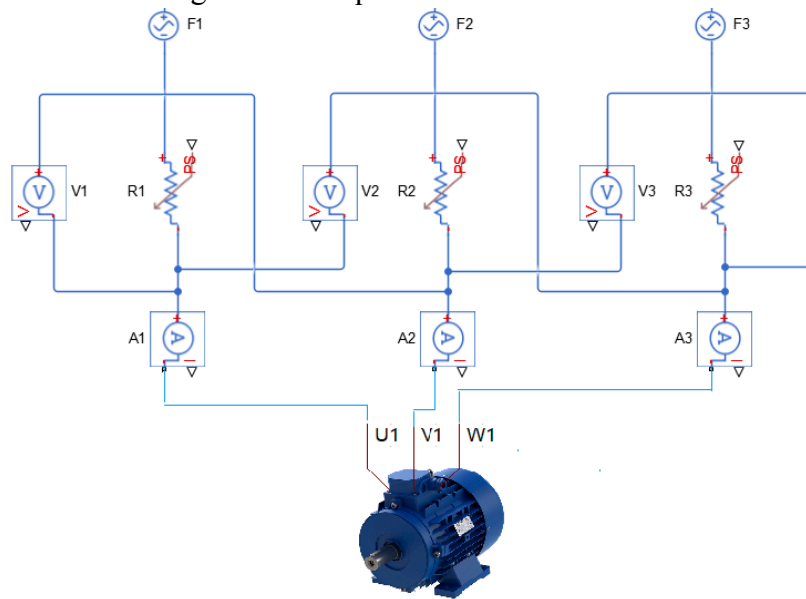 F1 F2 F3
PS PS PS
V V1 R1 V V2 R2 V V3 R3
V V V
A1 A A2 A A3 A
I I I
U1 V1 W1